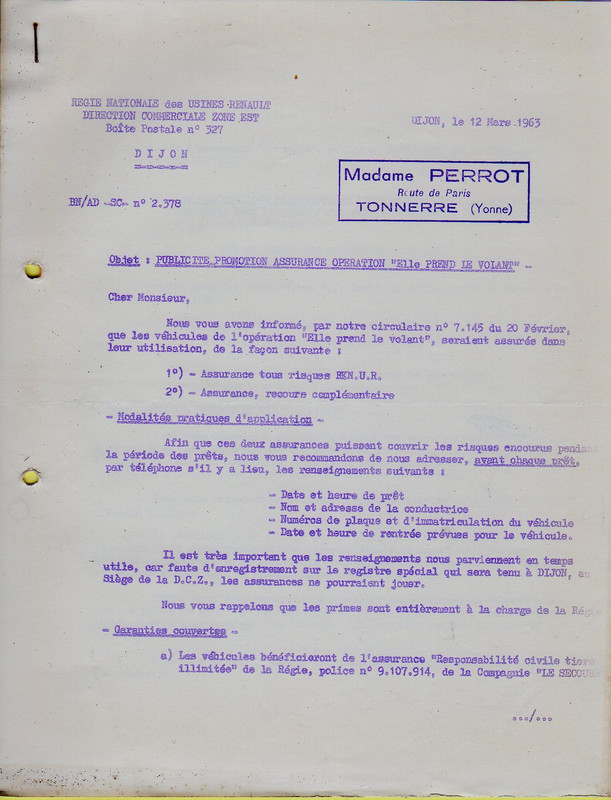 REGIE NATIONALE des USINES RENAULT
DIRECTION COMMERCIALE ZONE EST
Boîte Postale n° 327
DIJON, le 12 Mars 1963
D I J O N
Madame PERROT
Route de Paris
TONNERRE (Yonne)
BN/AD -SC- n° 2.378
Objet : PUBLICITE PROMOTION ASSURANCE OPERATION "Elle PREND LE VOLANT" -
Cher Monsieur,
Nous vous avons informé, par notre circulaire n° 7.145 du 20 Février,
que les véhicules de l'opération "Elle prend le volant", seraient assurés dans
leur utilisation, de la façon suivante :
1°) - Assurance tous risques REN.U.R.
2°) - Assurance, recours complémentaire
- Modalités pratiques d'application -
Afin que ces deux assurances puissent couvrir les risques encourus pendan
la période des prêts, nous vous recommandons de nous adresser, avant chaque prêt,
par téléphone s'il y a lieu, les renseignements suivants :
- Date et heure de prêt
- Nom et adresse de la conductrice
- Numéros de plaque et d'immatriculation du véhicule
- Date et heure de rentrée prévues pour le véhicule.
Il est très important que les renseignements nous parviennent en temps
utile, car faute d'enregistrement sur le registre spécial qui sera tenu à DIJON, au
Siège de la D.C.Z., les assurances ne pourraient jouer.
Nous vous rappelons que les primes sont entièrement à la charge de la Régie
- Garanties couvertes -
a) Les véhicules bénéficieront de l'assurance "Responsabilité civile tiers
illimitée" de la Régie, police n° 9.107.914, de la Compagnie "LE SECOURS
.../...